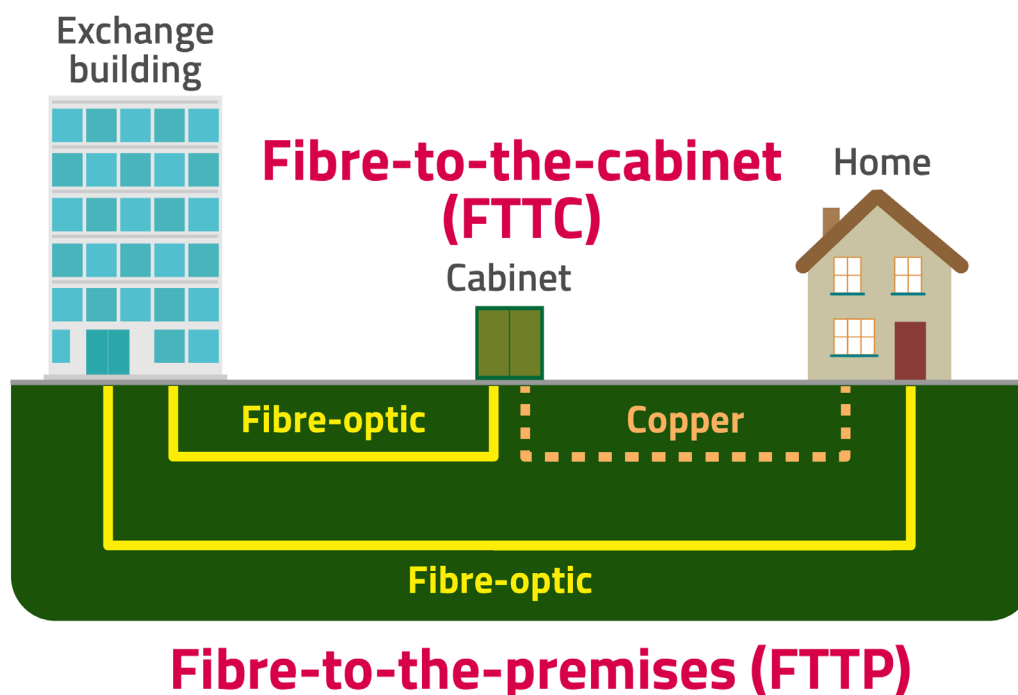 Exchange
building
Fibre-to-the-cabinet
(FTTC)
Home
Cabinet
Fibre-optic
Copper
Fibre-optic
Fibre-to-the-premises (FTTP)